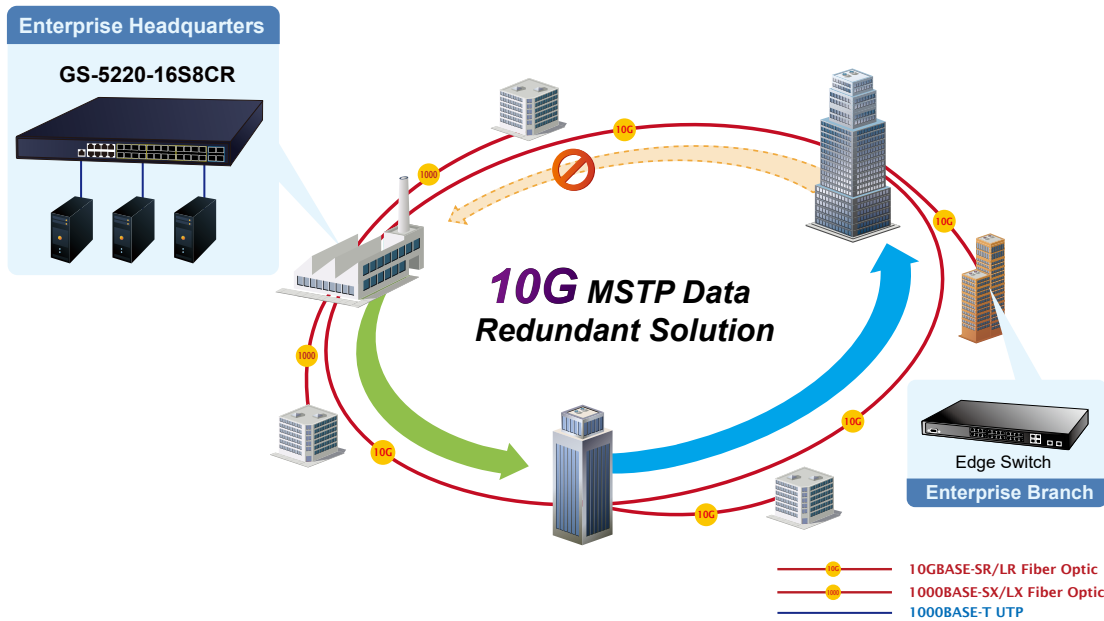 Enterprise Headquarters
GS-5220-16S8CR
10G
1000
10G
10G MSTP Data
Redundant Solution
1000
10G
10G
10G
Edge Switch
Enterprise Branch
10G
10GBASE-SR/LR Fiber Optic
1000
1000BASE-SX/LX Fiber Optic
1000BASE-T UTP